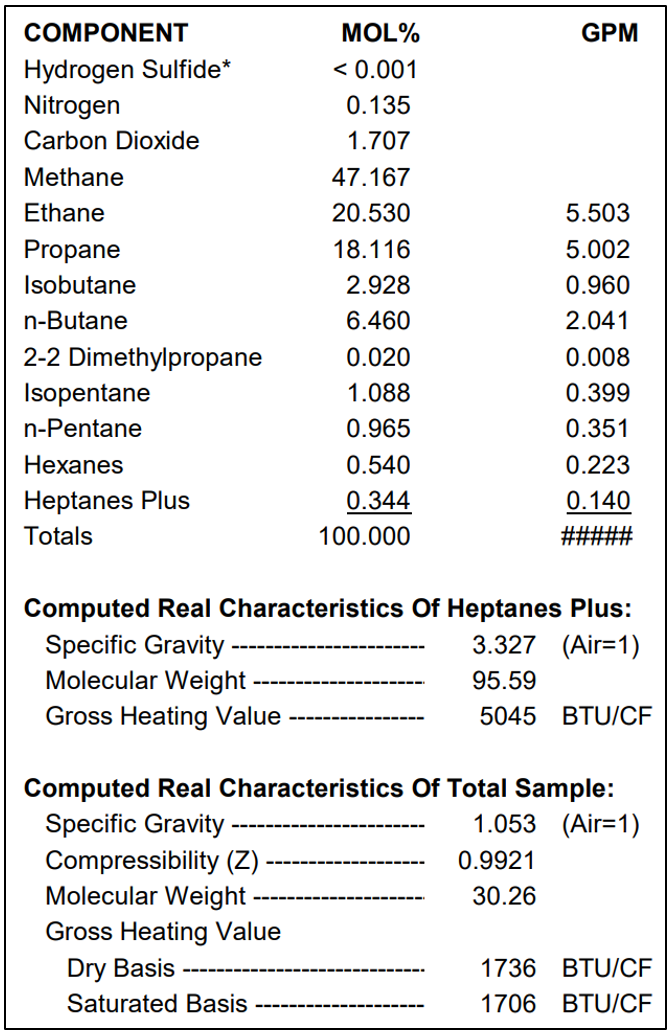 COMPONENT MOL% GPM
Hydrogen Sulfide* < 0.001
Nitrogen 0.135
Carbon Dioxide 1.707
Methane 47.167
Ethane 20.530 5.503
Propane 18.116 5.002
Isobutane 2.928 0.960
n-Butane 6.460 2.041
2-2 Dimethylpropane 0.020 0.008
Isopentane 1.088 0.399
n-Pentane 0.965 0.351
Hexanes 0.540 0.223
Heptanes Plus 0.344 0.140
Totals 100.000 #####
Computed Real Characteristics Of Heptanes Plus:
Specific Gravity ------------------------ 3.327 (Air=1)
Molecular Weight --------------------- 95.59
Gross Heating Value ---------------- 5045 BTU/CF
Computed Real Characteristics Of Total Sample:
Specific Gravity ------------------------ 1.053 (Air=1)
Compressibility (Z) ------------------- 0.9921
Molecular Weight --------------------- 30.26
Gross Heating Value
Dry Basis ------------------------------ 1736 BTU/CF
Saturated Basis --------------------- 1706 BTU/CF